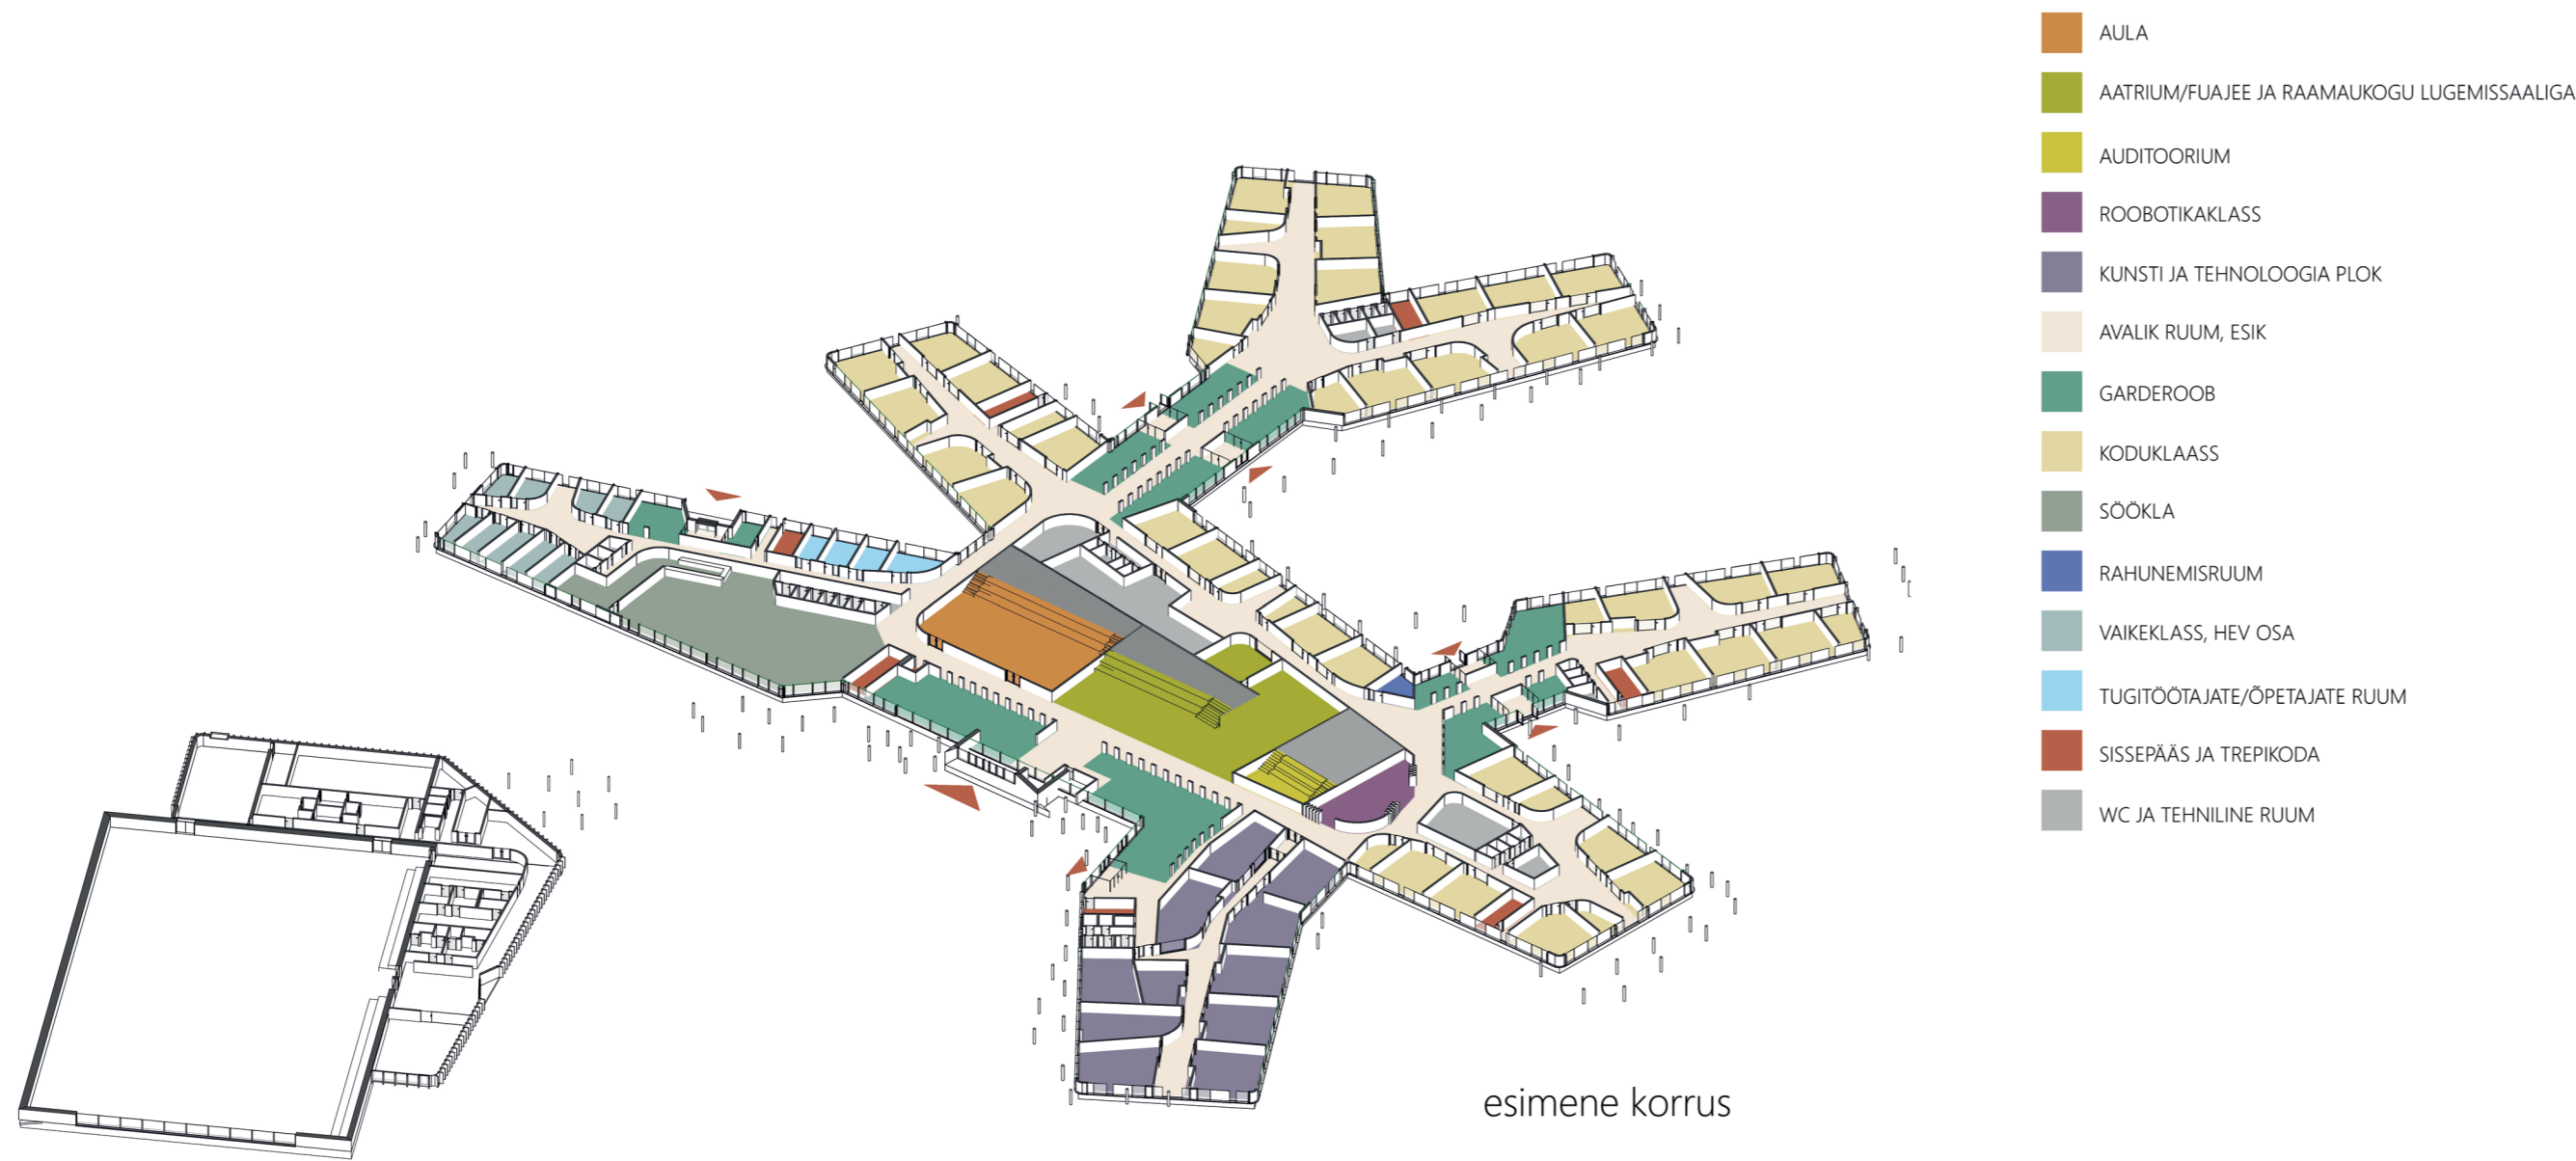 AULA
AATRIUM/FUAJEE JA RAAMAUKOGU LUGEMISSAALIGA
AUDITOORIUM
ROOBOTIKAKLASS
KUNSTI JA TEHNOLOOGIA PLOK
AVALIK RUUM, ESIK
GARDEROOB
KODUKLAASS
SÖÖKLA
RAHUNEMISRUUM
VAIKEKLASS, HEV OSA
TUGITÖÖTAJATE/ÕPETAJATE RUUM
SISSEPÄÄS JA TREPIKODA
WC JA TEHNILINE RUUM
esimene korrus